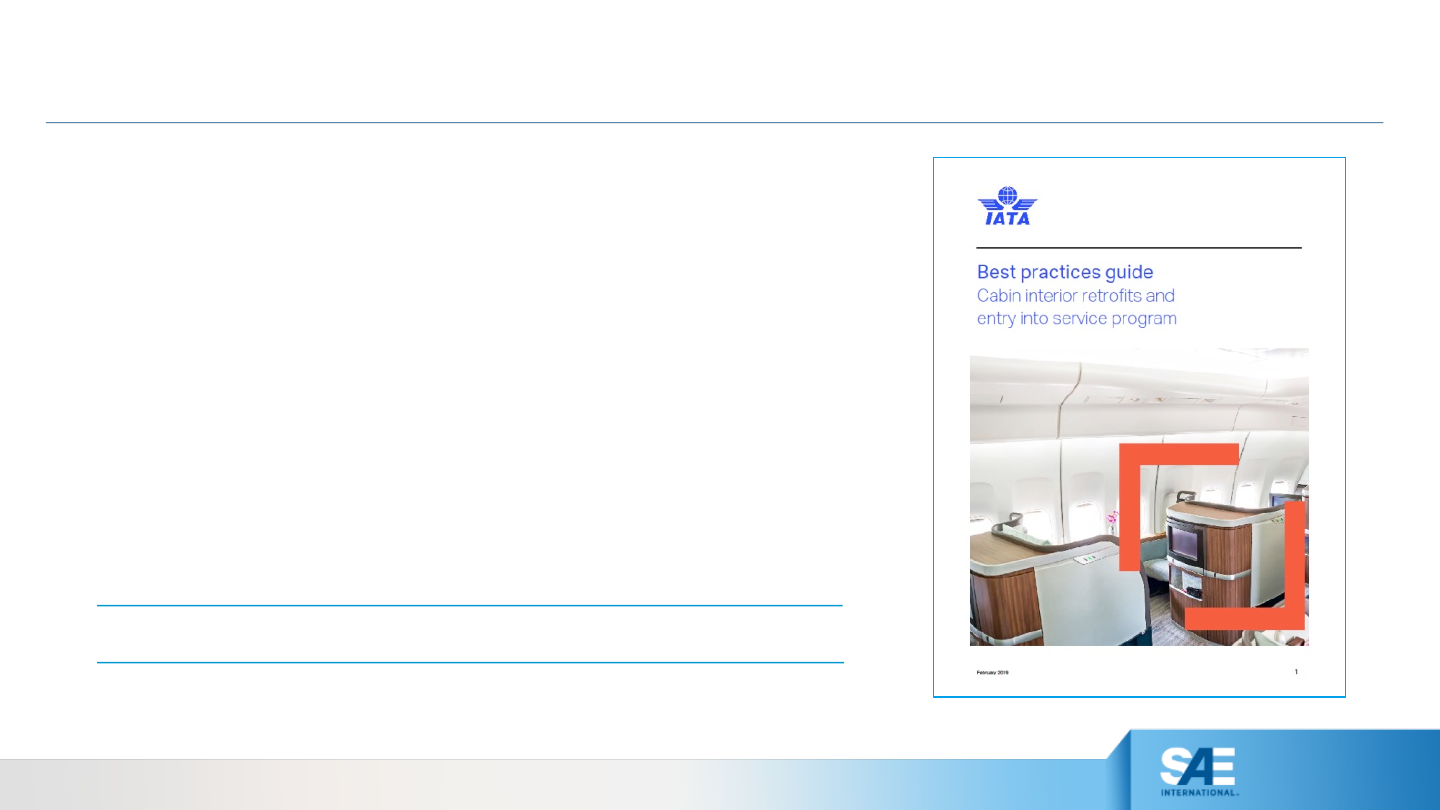 IATA
Best practices guide
Cabin interior retrofits and
entry into service program
February 2019
1
SAE
INTERNATIONAL.